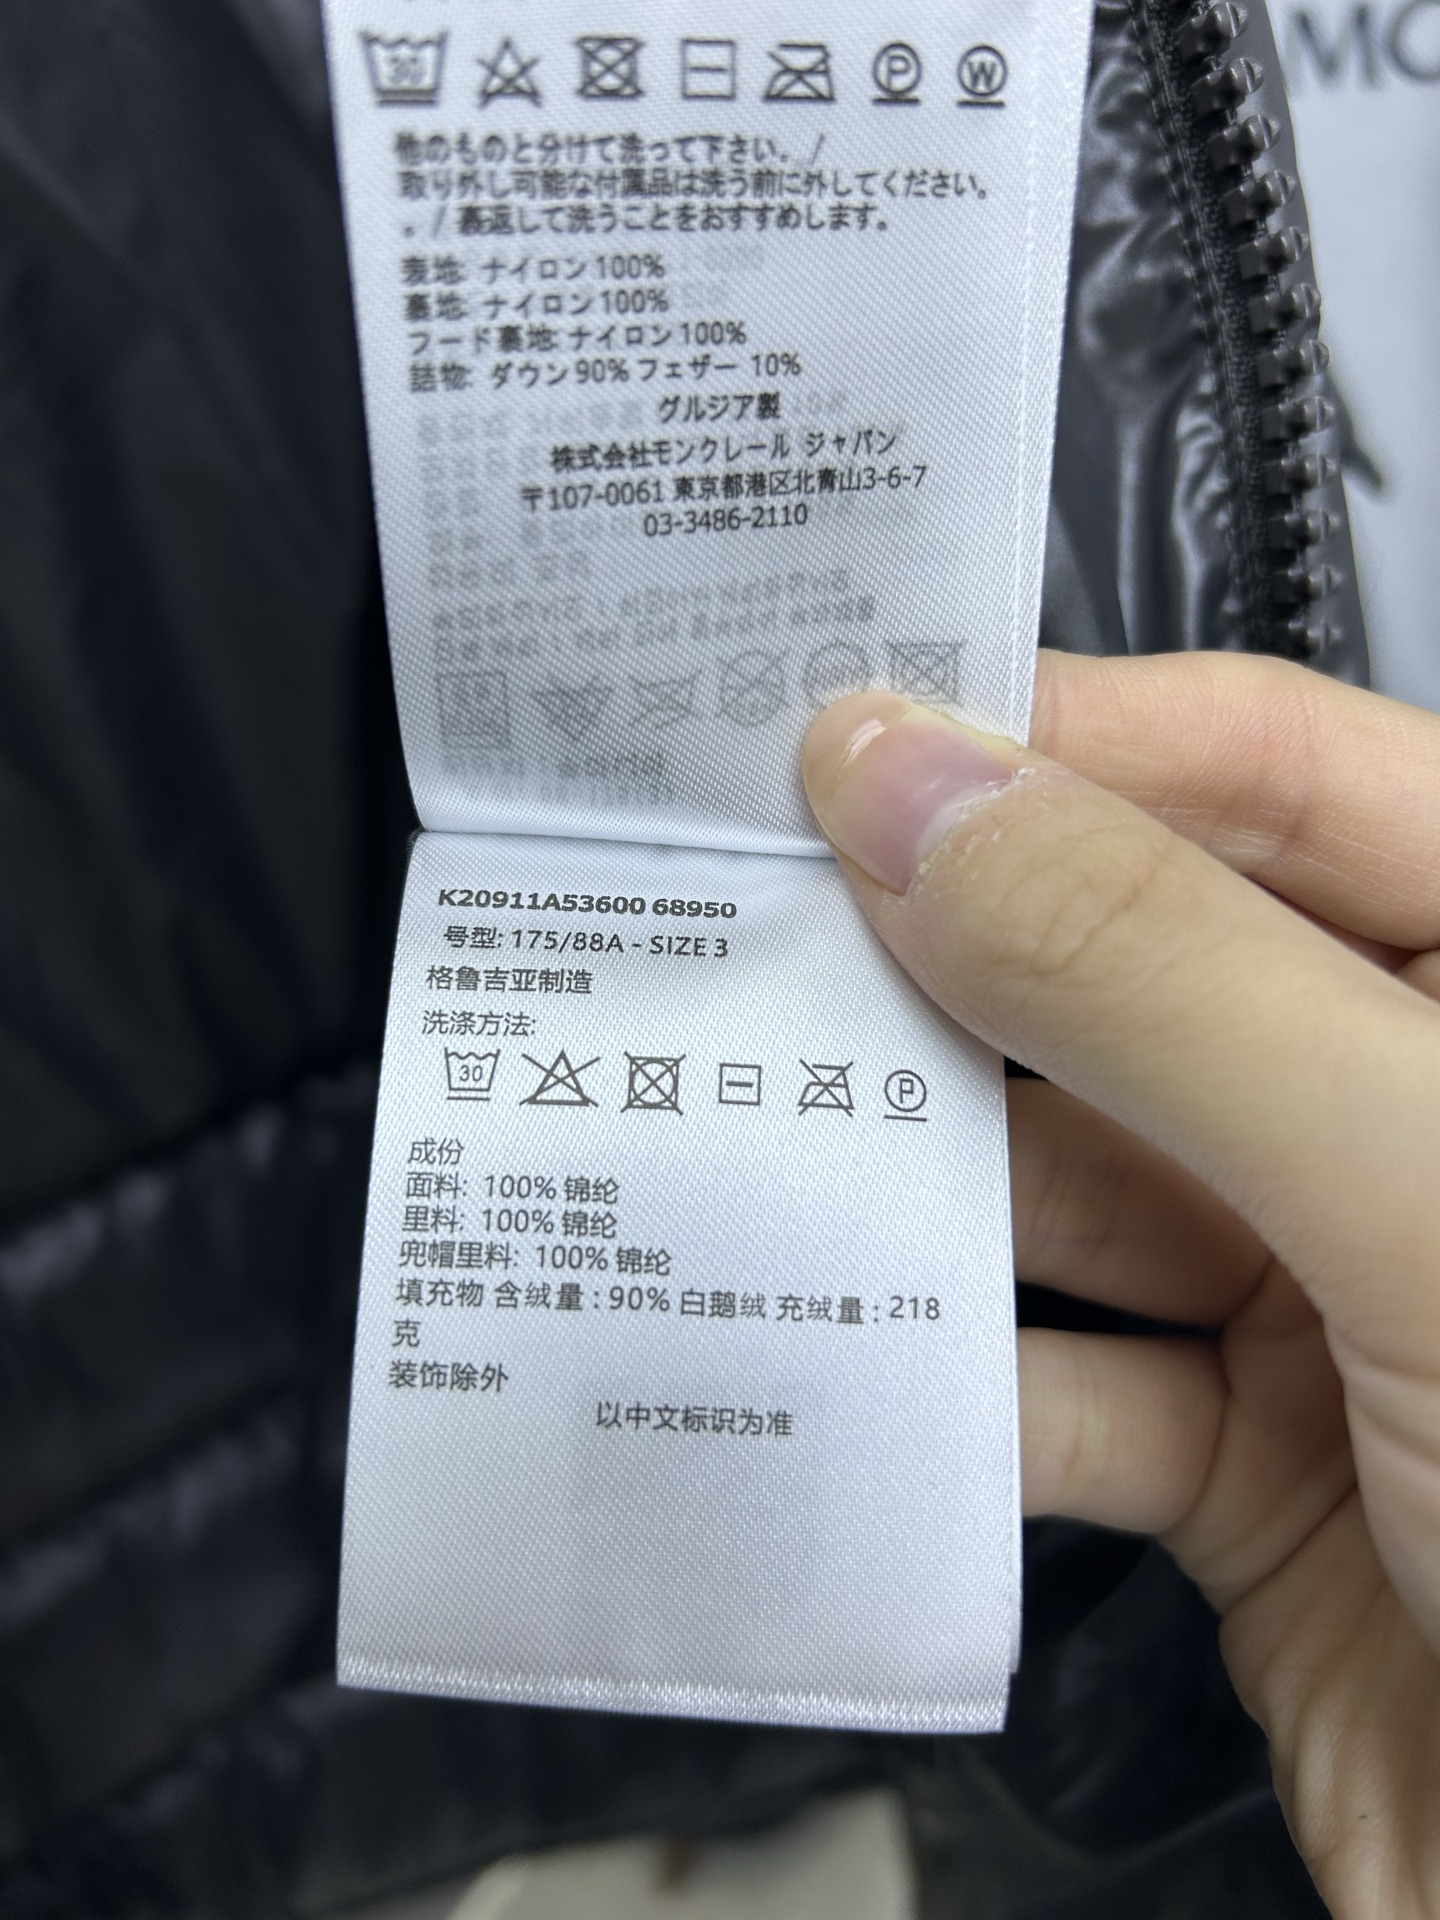 MO
30
P
W
他のものと分けて洗って下さい. /
取り外し可能な付属品は洗う前に外してください。
. / 裏返して洗うことをおすすめします。
表地: ナイロン100%
裏地: ナイロン100%
フード裏地: ナイロン100%
詰物: ダウン90% フェザー 10%
グルジア製
株式会社モンクレール ジャパン
〒107-0061 東京都港区北青山3-6-7
03-3486-2110
K20911A53600 68950
号型: 175/88A - SIZE 3
格鲁吉亚制造
洗涤方法:
30
P
成份
面料: 100% 锦纶
里料: 100% 锦纶
兜帽里料: 100% 锦纶
填充物 含绒量 : 90% 白鹅绒 充绒量 : 218
克
装饰除外
以中文标识为准